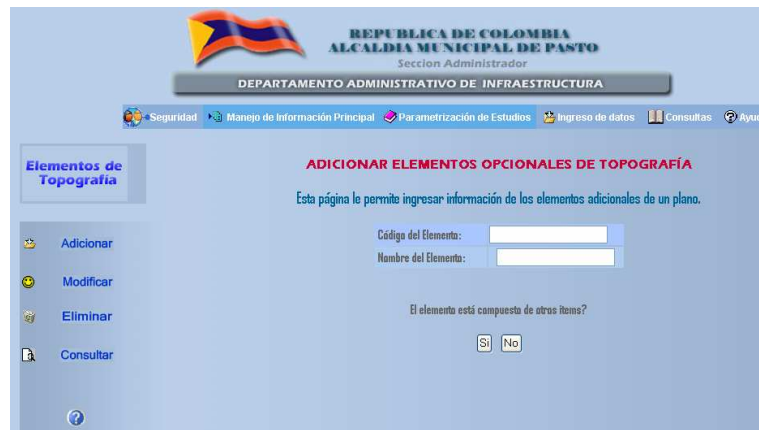 REPUBLICA DE COLOMBIA
ALCALDIA MUNICIPAL DE PASTO
Seccion Administrador
DEPARTAMENTO ADMINISTRATIVO DE INFRAESTRUCTURA
Seguridad Manejo de Información Principal Parametrización de Estudios Ingreso de datos Consultas ? Ayu
Elementos de
Topografía
ADICIONAR ELEMENTOS OPCIONALES DE TOPOGRAFÍA
Esta página le permite ingresar información de los elementos adicionales de un plano.
Código del Elemento:
Nombre del Elemento:
Adicionar
Modificar
Eliminar
Consultar
El elemento está compuesto de otros items?
Si No
?